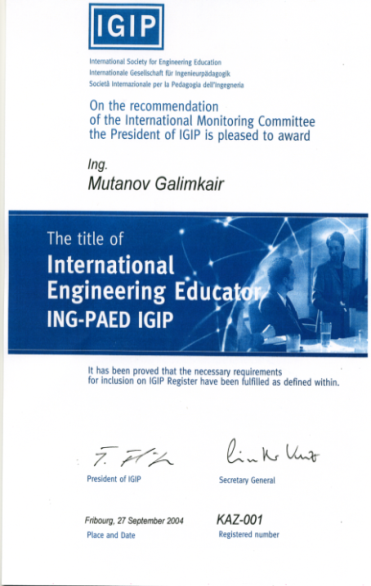 IGIP
International Society for Engineering Education
Internationale Gesellschaft für Ingenieurpädagogik
Società Internazionale per la Pedagogia dell'Ingegneria
On the recommendation
of the International Monitoring Committee
the President of IGIP is pleased to award
Ing.
Mutanov Galimkair
The title of
International
Engineering Educator
ING-PAED IGIP
It has been proved that the necessary requirements
for inclusion on IGIP Register have been fulfilled as defined within.
President of IGIP
Secretary General
Fribourg, 27 September 2004
KAZ-001
Place and Date
Registered number